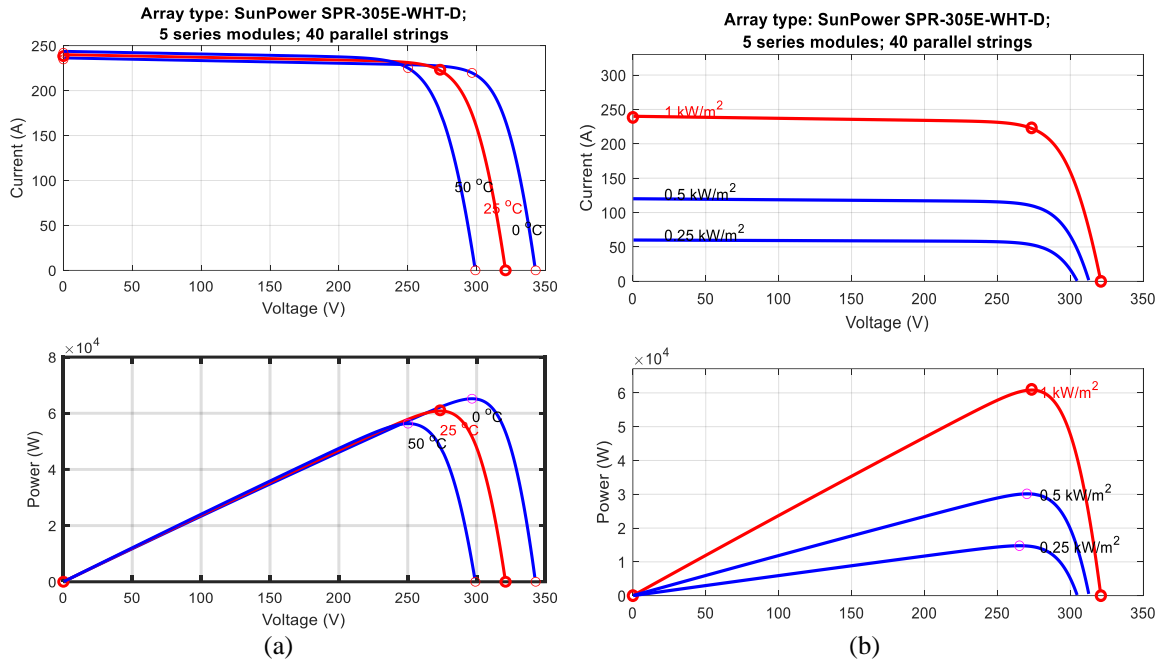 Array type: SunPower SPR-305E-WHT-D;
5 series modules; 40 parallel strings
250
200
150
100
50
0
Current (A)
50 °C
25 °C
0 °C
0 50 100 150 200 250 300 350
Voltage (V)
×10⁴
8
6
4
2
0
Power (W)
0 °C
25 °C
50 °C
0 50 100 150 200 250 300 350
Voltage (V)
(a)
Array type: SunPower SPR-305E-WHT-D;
5 series modules; 40 parallel strings
300
250
200
150
100
50
0
Current (A)
1 kW/m²
0.5 kW/m²
0.25 kW/m²
0 50 100 150 200 250 300 350
Voltage (V)
×10⁴
6
5
4
3
2
1
0
Power (W)
1 kW/m²
0.5 kW/m²
0.25 kW/m²
0 50 100 150 200 250 300 350
Voltage (V)
(b)